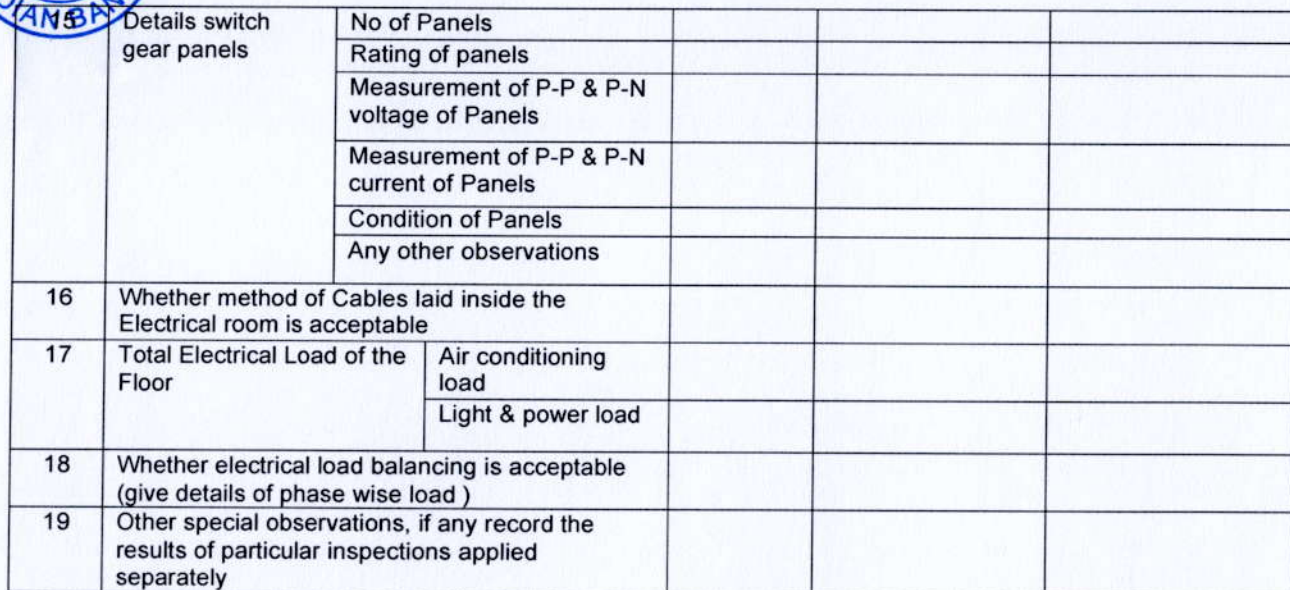 IAN BAN
15 Details switch No of Panels
gear panels
Rating of panels
Measurement of P-P & P-N
voltage of Panels
Measurement of P-P & P-N
current of Panels
Condition of Panels
Any other observations
16 Whether method of Cables laid inside the
Electrical room is acceptable
17 Total Electrical Load of the Air conditioning
Floor load
Light & power load
18 Whether electrical load balancing is acceptable
(give details of phase wise load )
19 Other special observations, if any record the
results of particular inspections applied
separately